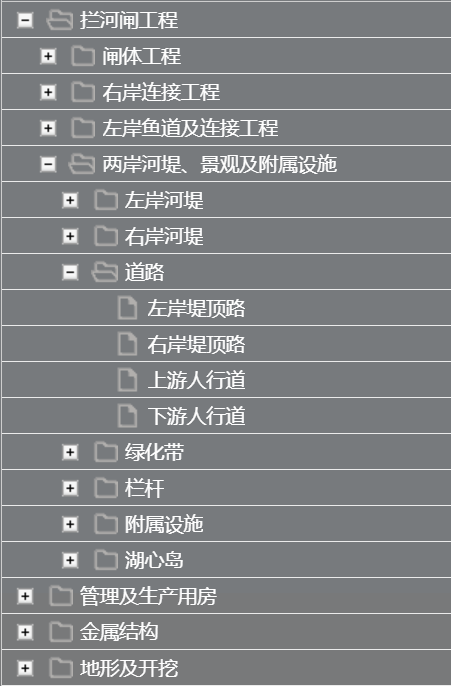 拦河闸工程
闸体工程
右岸连接工程
左岸鱼道及连接工程
两岸河堤、景观及附属设施
左岸河堤
右岸河堤
道路
左岸堤顶路
右岸堤顶路
上游人行道
下游人行道
绿化带
栏杆
附属设施
湖心岛
管理及生产用房
金属结构
地形及开挖